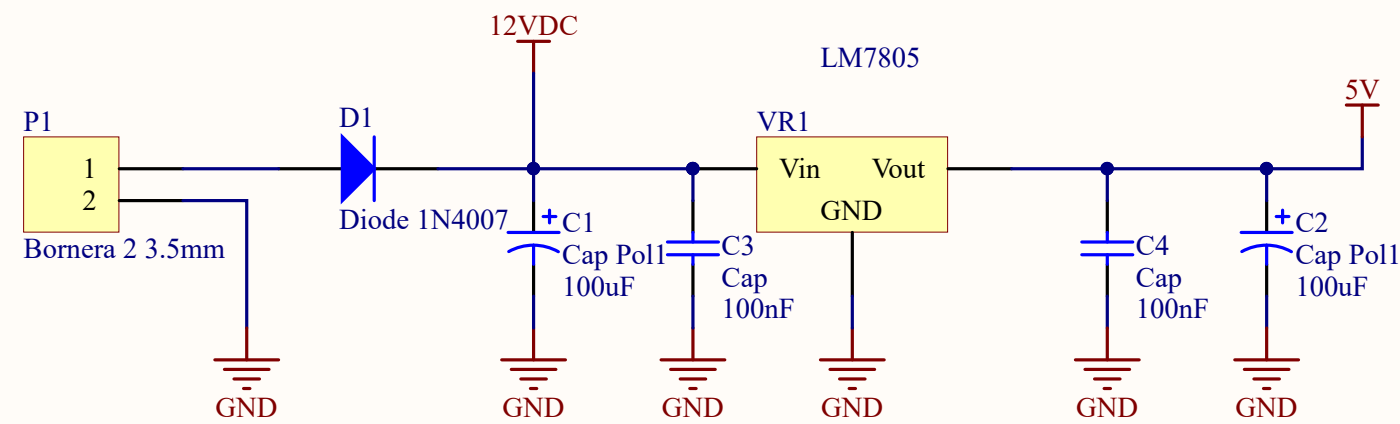 12VDC
LM7805
5V
P1
D1
VR1
1
2
Vin
Vout
GND
Diode 1N4007
Bornera 2 3.5mm
+
C1
Cap Pol1
100uF
C3
Cap
100nF
C4
Cap
100nF
+
C2
Cap Pol1
100uF
GND
GND
GND
GND
GND
GND